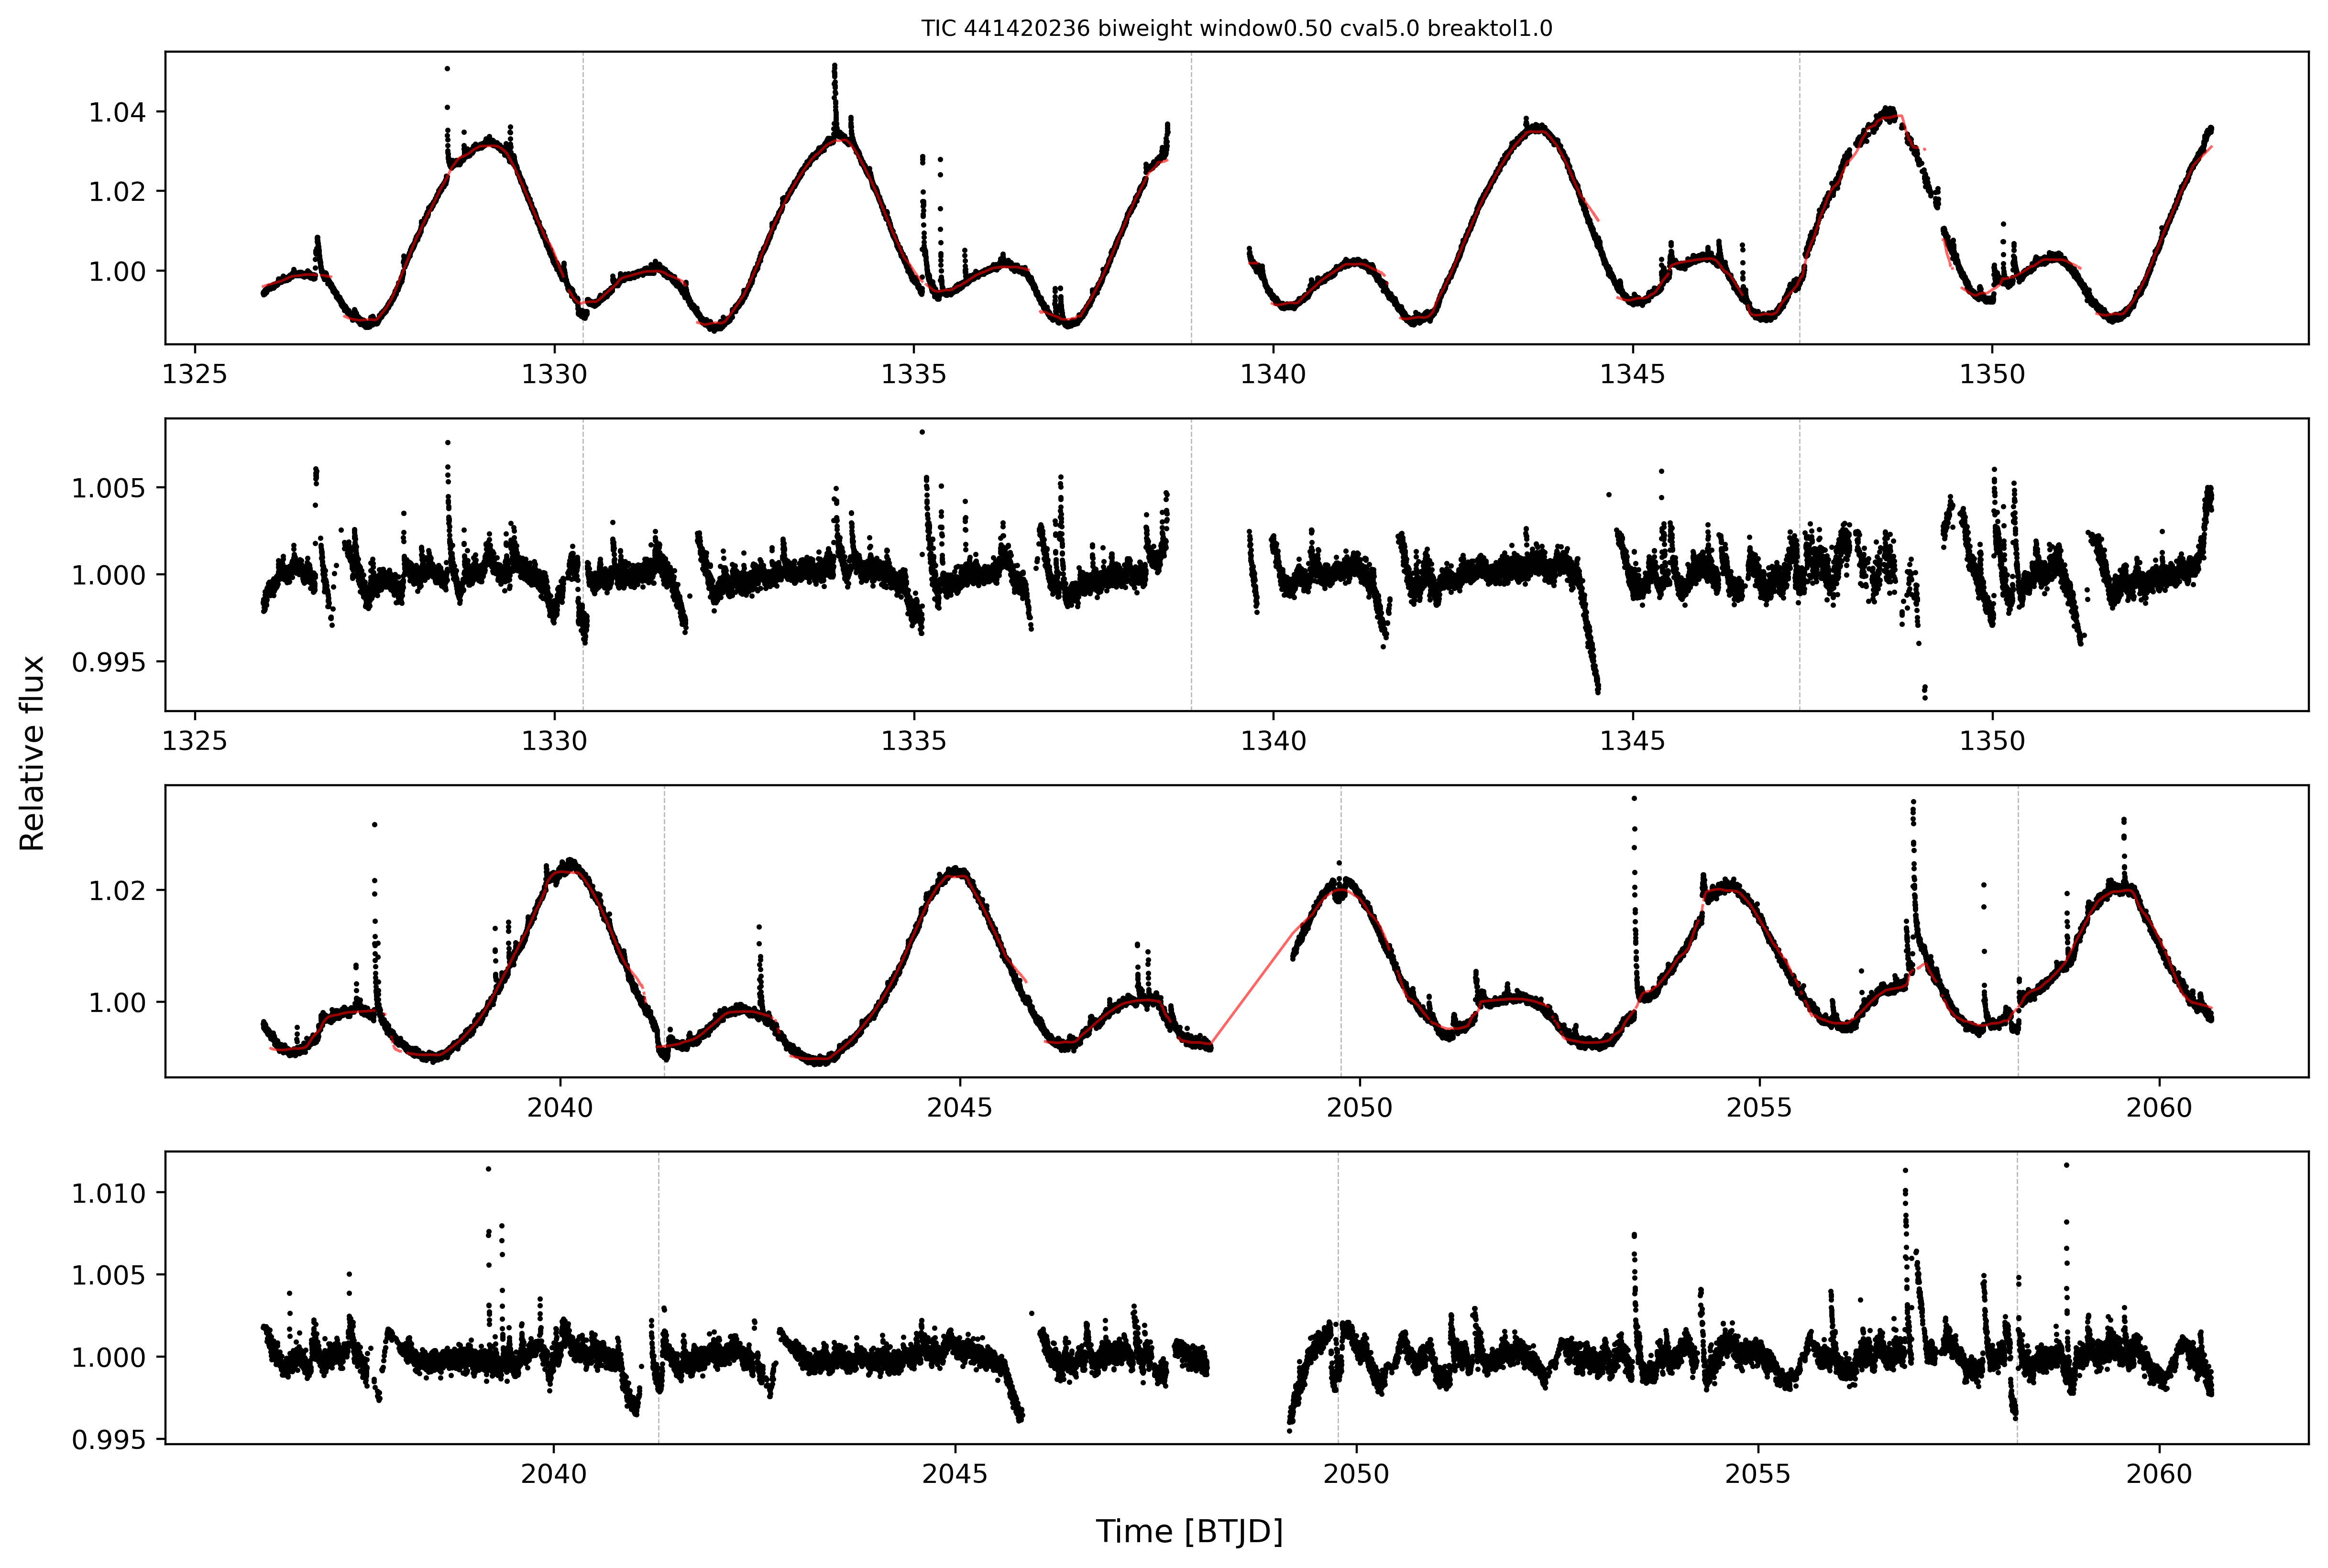 TIC 441420236 biweight window0.50 cval5.0 breaktol1.0
1.04
1.02
1.00
1325 1330 1335 1340 1345 1350
1.005
1.000
0.995
1325 1330 1335 1340 1345 1350
Relative flux
1.02
1.00
2040 2045 2050 2055 2060
1.010
1.005
1.000
0.995
2040 2045 2050 2055 2060
Time [BTJD]